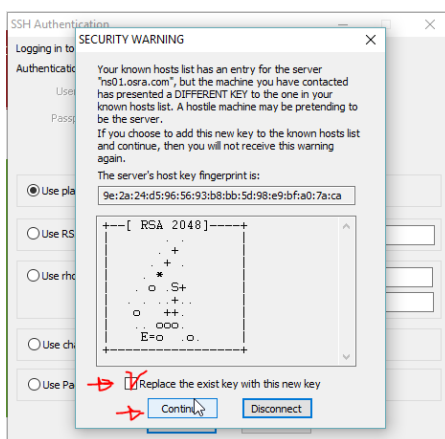 SSH Authentication
SECURITY WARNING
Logging in to
Authenticatio
Your known hosts list has an entry for the server
"ns01.osra.com", but the machine you have contacted
has presented a DIFFERENT KEY to the one in your
known hosts list. A hostile machine may pretending to
be the server.
If you choose to add this new key to the known hosts list
and continue, then you will not receive this warning
again.
User
Passp
The server's host key fingerprint is:
9e:2a:24:d5:96:56:93:b8:bb:5d:98:e9:bf:a0:7a:ca
Use pla
Use RS
Use rho
Use cha
Use Pa
+--[ RSA 2048]----+
| . .
| . +
| . + .
| . *
| . o .S+
| . . ..+..
| o ++.
| .. ooo.
| E=o .o.
+-----------------+
Replace the exist key with this new key
Continue
Disconnect